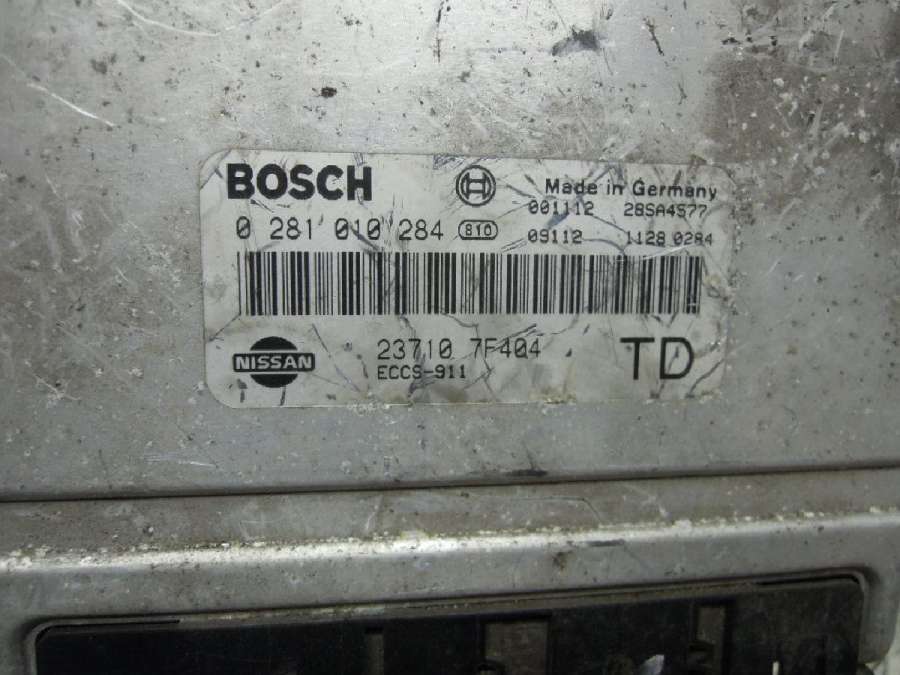 BOSCH H Made in Germany
001112 28SA4577
0 281 010 284 810 09112 1128 0284
NISSAN 23710 7F404 TD
ECCS-911